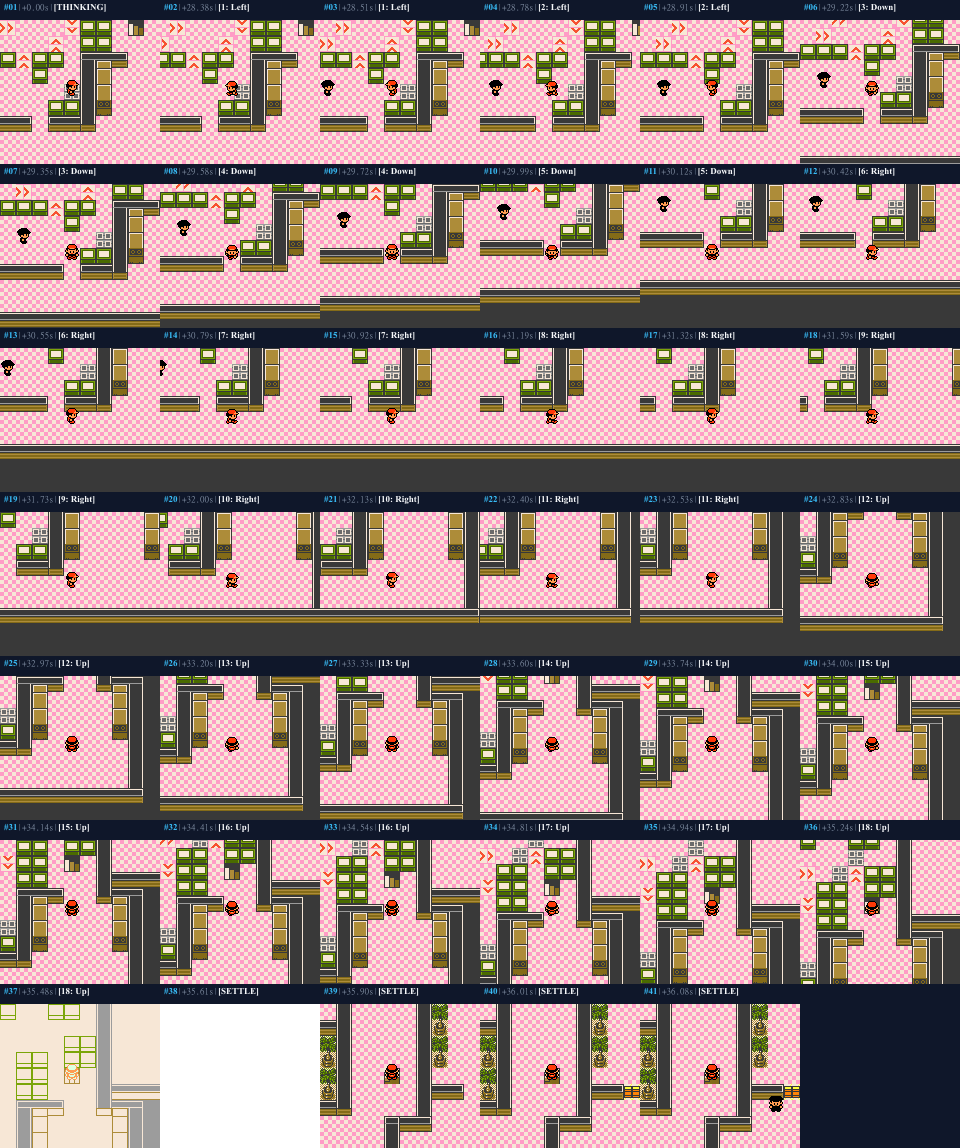 #01|+0.00s|[THINKING] #02|+28.38s|[1: Left] #03|+28.51s|[1: Left] #04|+28.78s|[2: Left] #05|+28.91s|[2: Left] #06|+29.22s|[3: Down]
#07|+29.35s|[3: Down] #08|+29.58s|[4: Down] #09|+29.72s|[4: Down] #10|+29.99s|[5: Down] #11|+30.12s|[5: Down] #12|+30.42s|[6: Right]
#13|+30.55s|[6: Right] #14|+30.79s|[7: Right] #15|+30.92s|[7: Right] #16|+31.19s|[8: Right] #17|+31.32s|[8: Right] #18|+31.59s|[9: Right]
#19|+31.73s|[9: Right] #20|+32.00s|[10: Right] #21|+32.13s|[10: Right] #22|+32.40s|[11: Right] #23|+32.53s|[11: Right] #24|+32.83s|[12: Up]
#25|+32.97s|[12: Up] #26|+33.20s|[13: Up] #27|+33.33s|[13: Up] #28|+33.60s|[14: Up] #29|+33.74s|[14: Up] #30|+34.00s|[15: Up]
#31|+34.14s|[15: Up] #32|+34.41s|[16: Up] #33|+34.54s|[16: Up] #34|+34.81s|[17: Up] #35|+34.94s|[17: Up] #36|+35.24s|[18: Up]
#37|+35.48s|[18: Up] #38|+35.61s|[SETTLE] #39|+35.90s|[SETTLE] #40|+36.01s|[SETTLE] #41|+36.08s|[SETTLE]